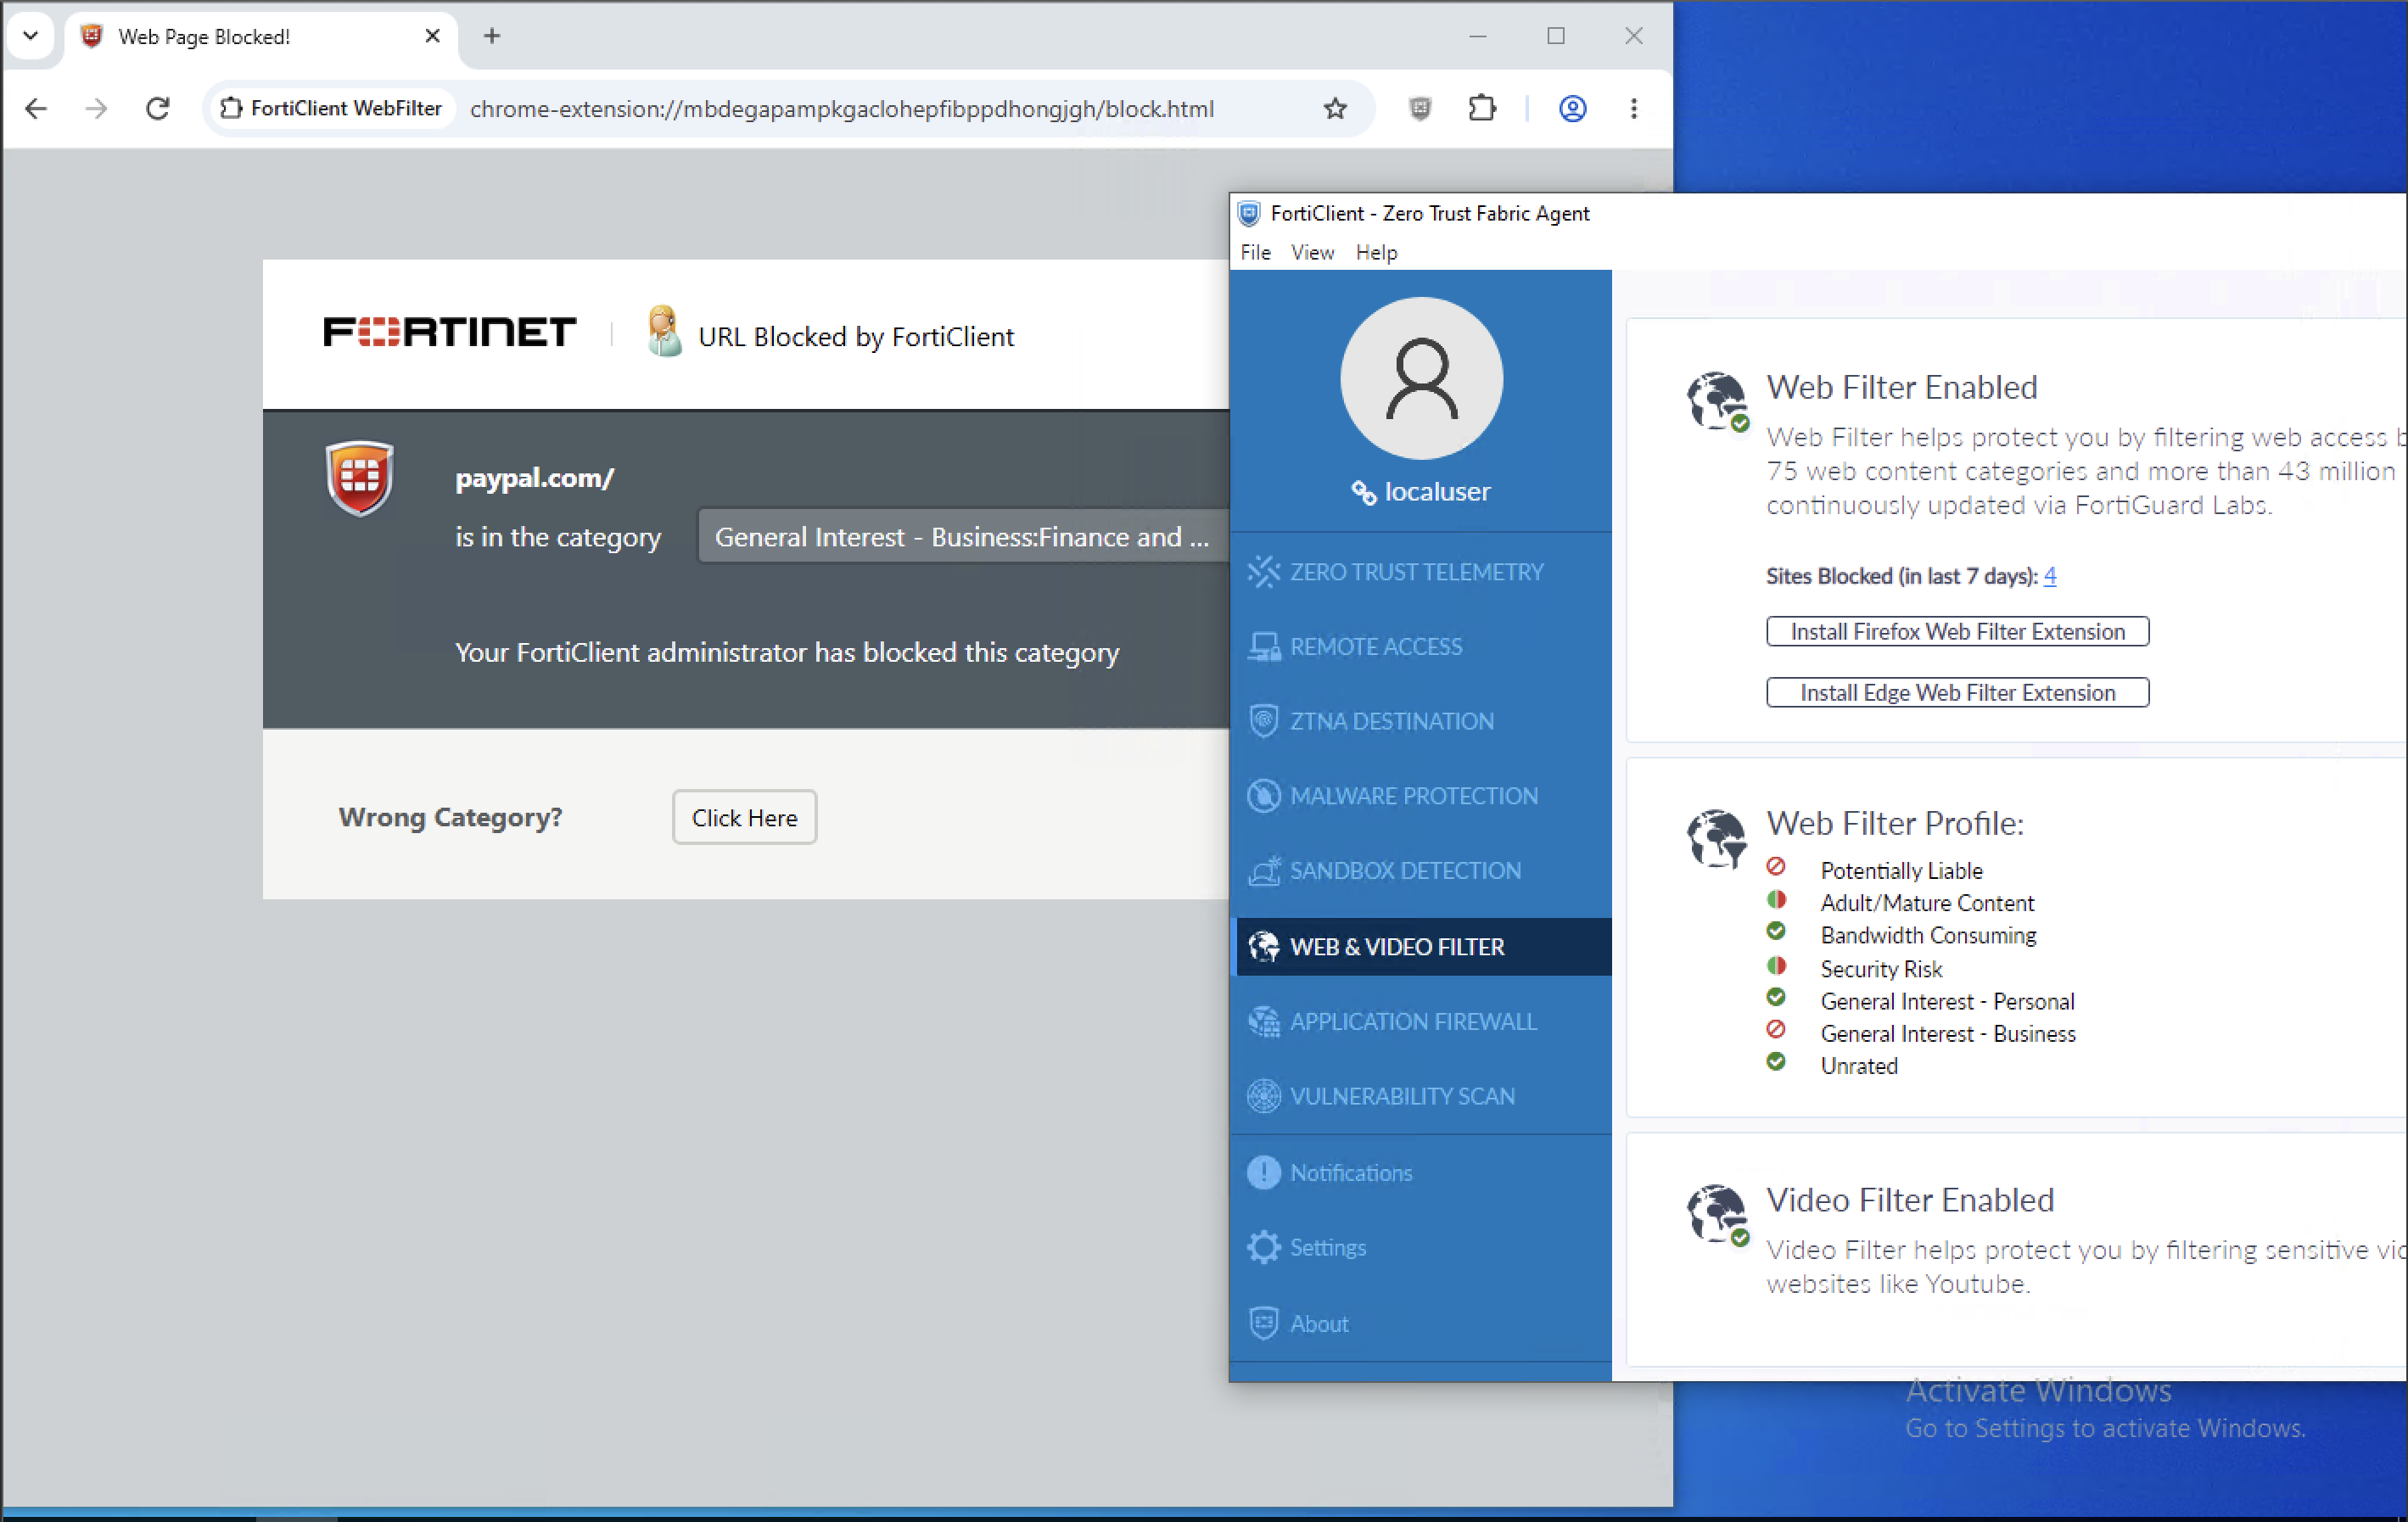 Web Page Blocked!
FortiClient WebFilter
chrome-extension://mbdegapampkgaclohepfibppdhongjgh/block.html
FORTINET
URL Blocked by FortiClient
paypal.com/
is in the category
General Interest - Business:Finance and ...
Your FortiClient administrator has blocked this category
Wrong Category?
Click Here
FortiClient - Zero Trust Fabric Agent
File View Help
localuser
ZERO TRUST TELEMETRY
REMOTE ACCESS
ZTNA DESTINATION
MALWARE PROTECTION
SANDBOX DETECTION
WEB & VIDEO FILTER
APPLICATION FIREWALL
VULNERABILITY SCAN
Notifications
Settings
About
Web Filter Enabled
Web Filter helps protect you by filtering web access
75 web content categories and more than 43 million
continuously updated via FortiGuard Labs.
Sites Blocked (in last 7 days): 4
Install Firefox Web Filter Extension
Install Edge Web Filter Extension
Web Filter Profile:
Potentially Liable
Adult/Mature Content
Bandwidth Consuming
Security Risk
General Interest - Personal
General Interest - Business
Unrated
Video Filter Enabled
Video Filter helps protect you by filtering sensitive
websites like Youtube.
Activate Windows
Go to Settings to activate Windows.